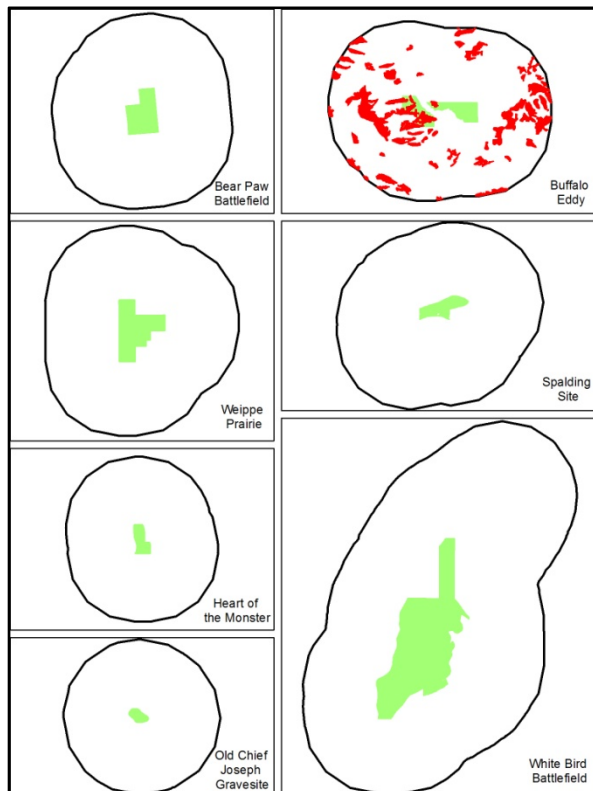 Bear Paw
Battlefield
Buffalo
Eddy
Weippe
Prairie
Spalding
Site
Heart of
the Monster
Old Chief
Joseph
Gravesite
White Bird
Battlefield